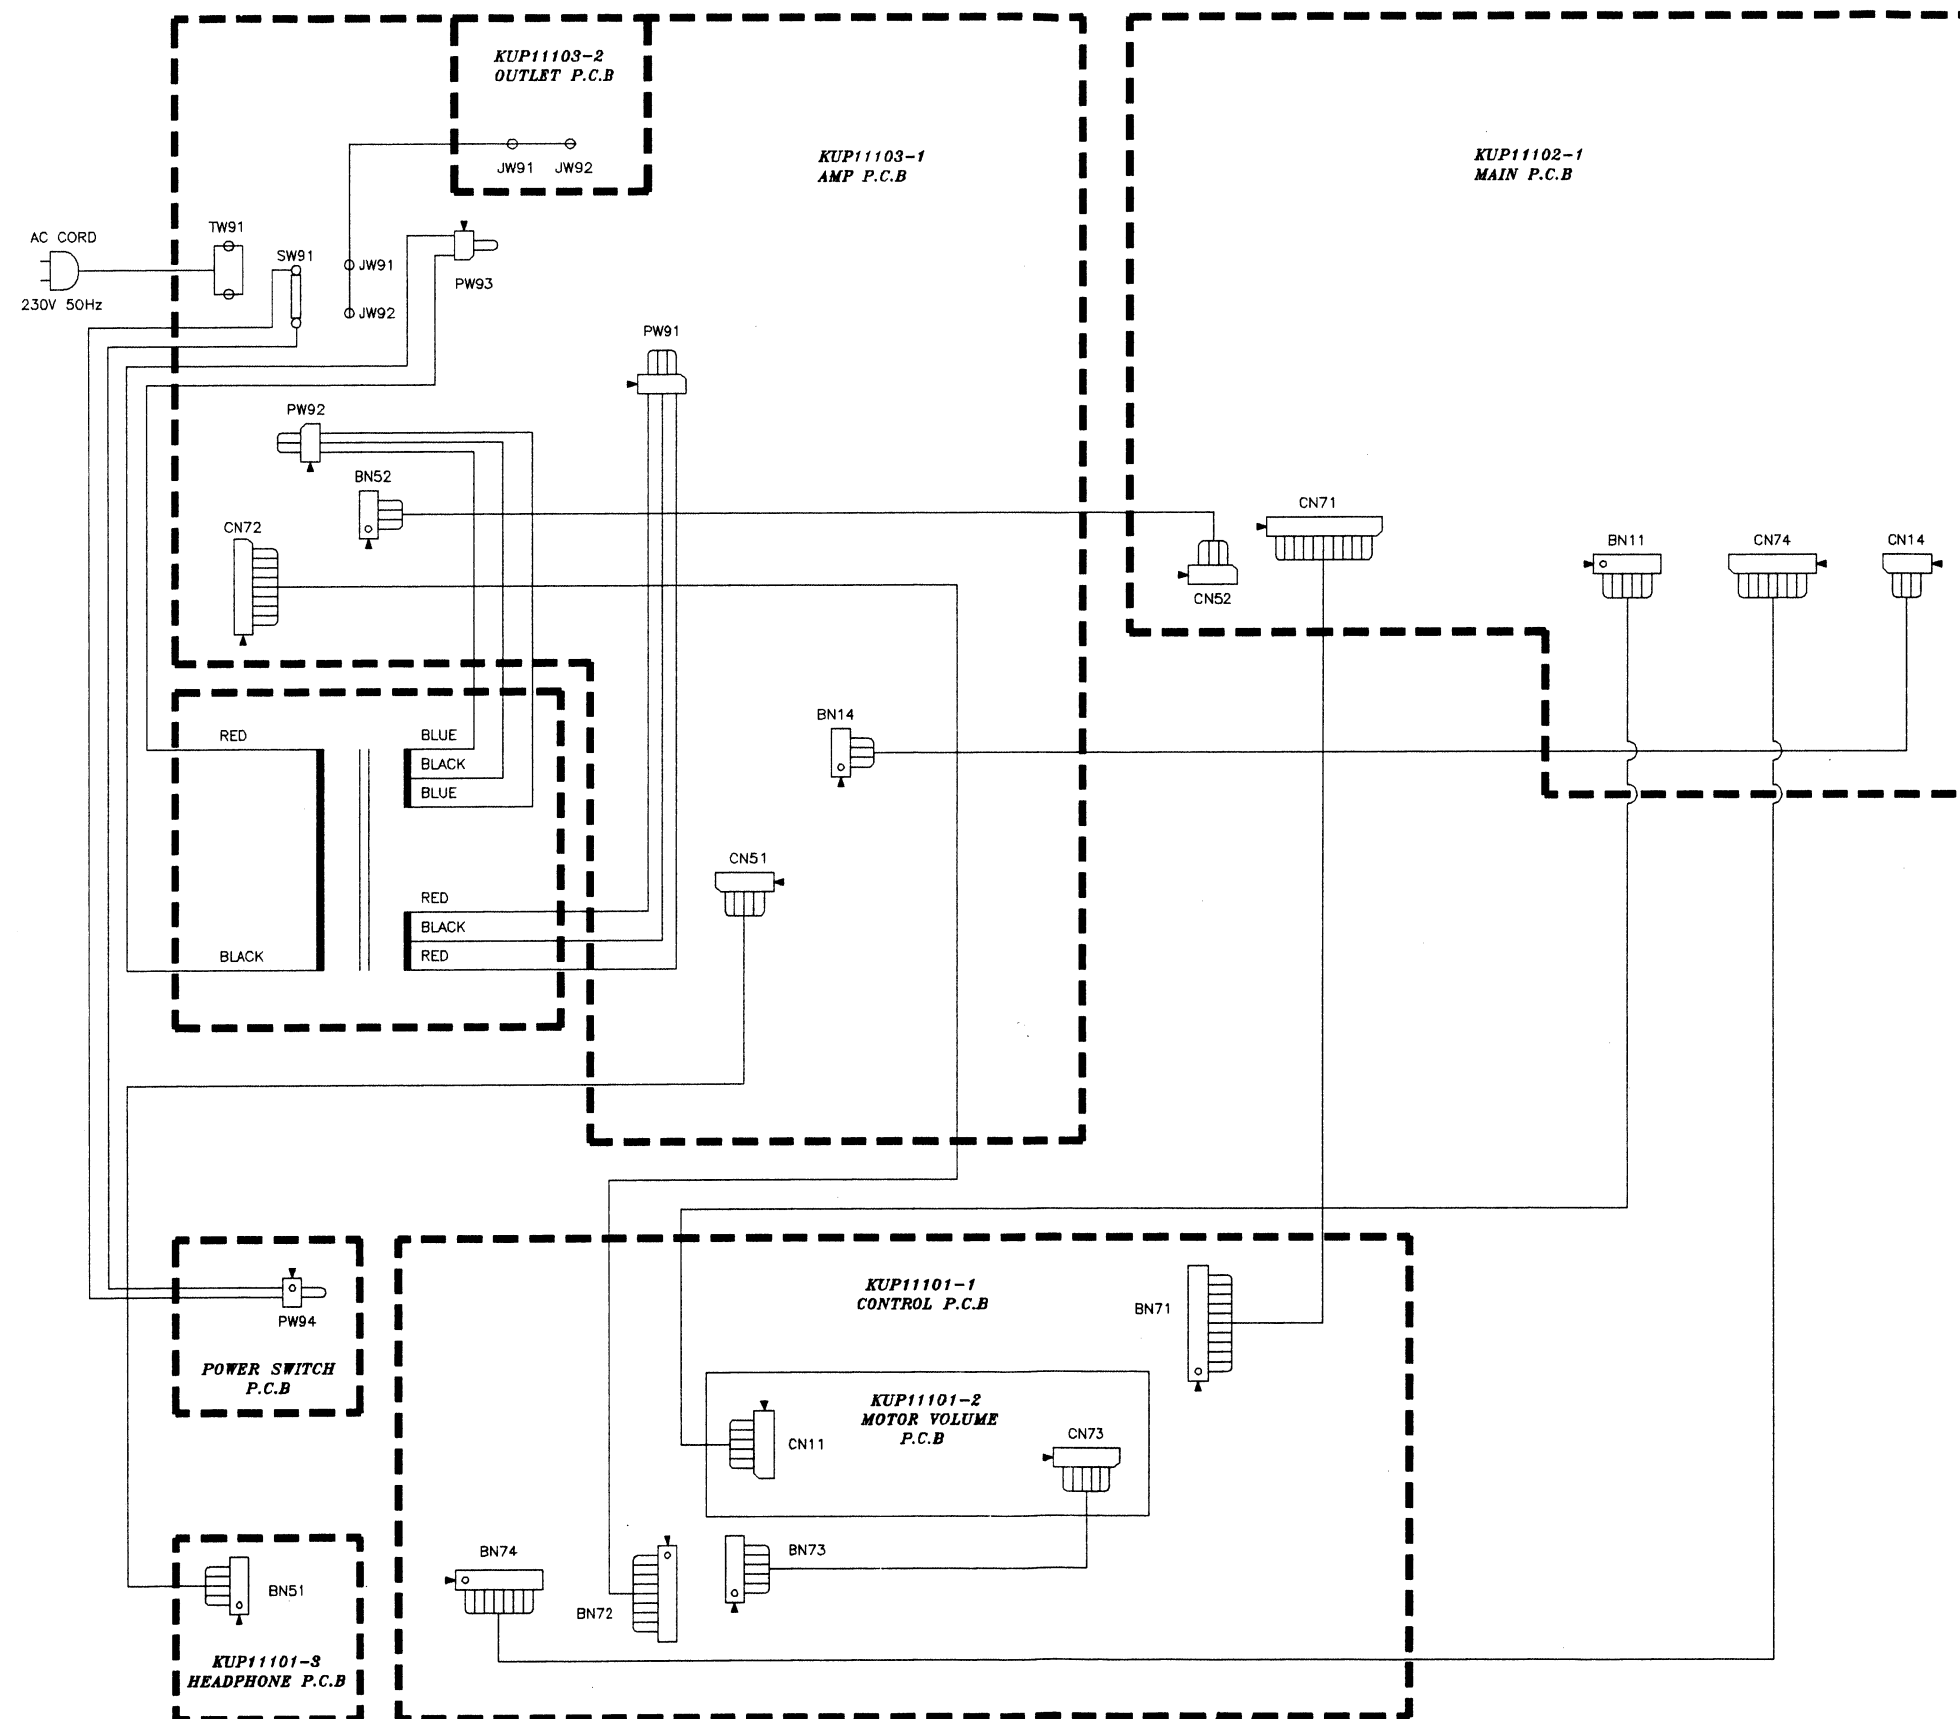 KUP11103-2
OUTLET P.C.B
JW91 JW92
KUP11103-1
AMP P.C.B
KUP11102-1
MAIN P.C.B
AC CORD
230V 50Hz
TW91
SW91
JW91
JW92
PW93
PW91
PW92
BN52
CN72
CN52
CN71
BN11
CN74
CN14
BN14
RED
BLACK
BLUE
BLACK
BLUE
RED
BLACK
RED
CN51
PW94
POWER SWITCH
P.C.B
KUP11101-1
CONTROL P.C.B
BN71
KUP11101-2
MOTOR VOLUME
P.C.B
CN11
CN73
BN74
BN72
BN73
BN51
KUP11101-3
HEADPHONE P.C.B